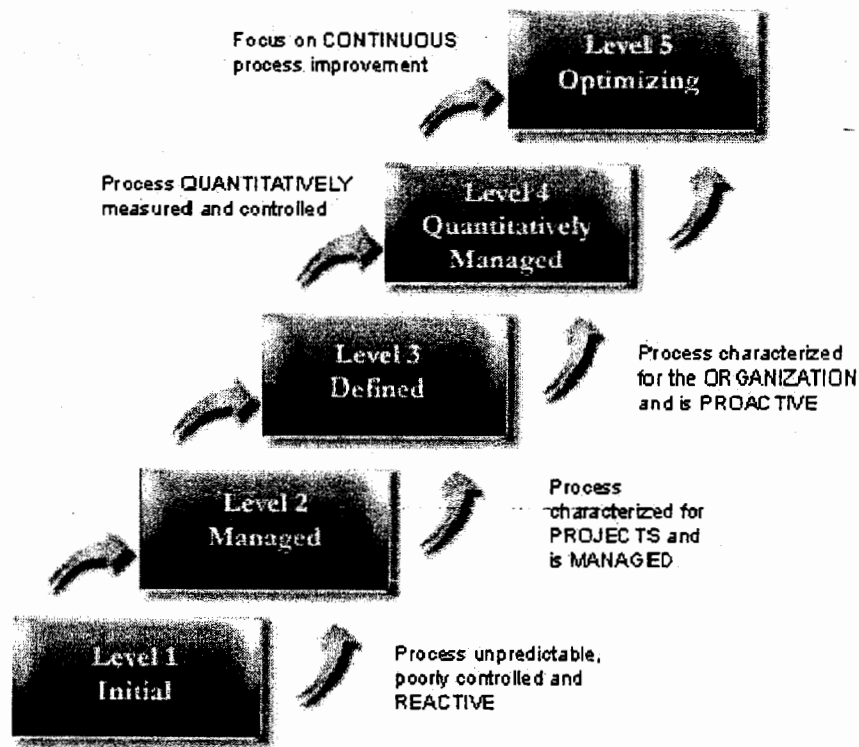 Focus on CONTINUOUS
process improvement
Level 5
Optimizing
Process QUANTITATIVELY
measured and controlled
Level 4
Quantitatively
Managed
Level 3
Defined
Process characterized
for the ORGANIZATION
and is PROACTIVE
Level 2
Managed
Process
characterized for
PROJECTS and
is MANAGED
Level 1
Initial
Process unpredictable,
poorly controlled and
REACTIVE